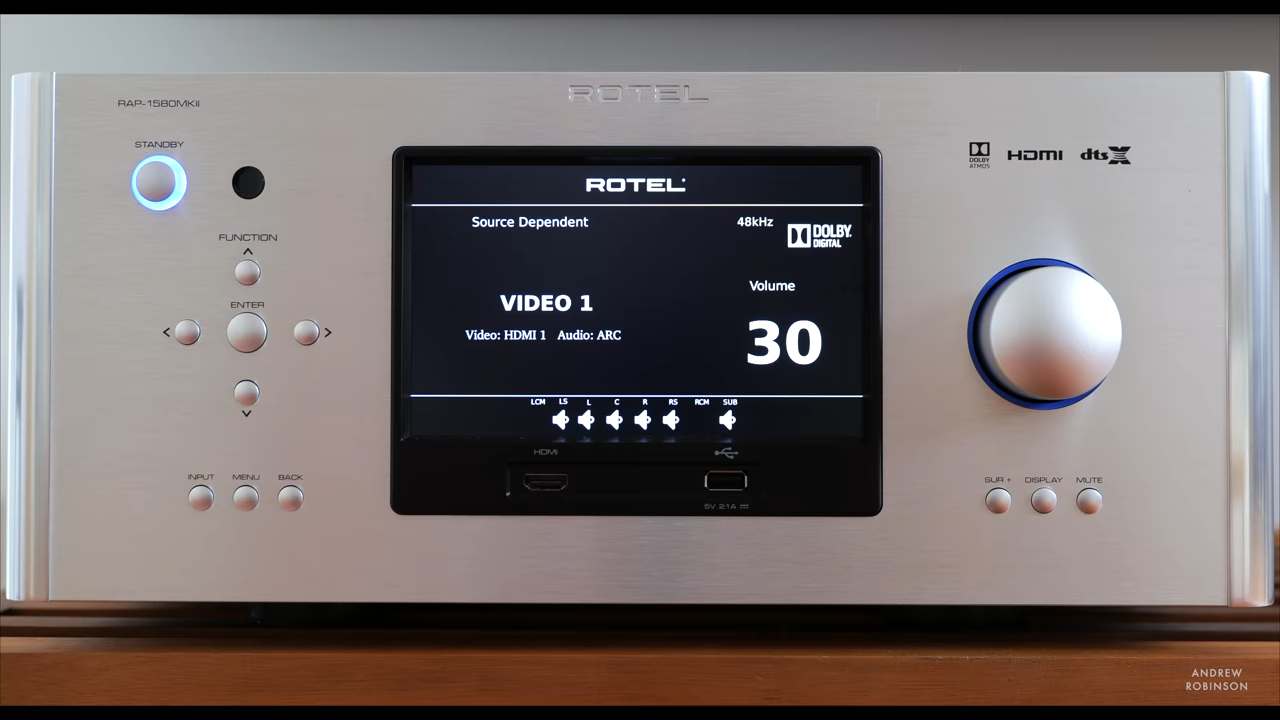 ROTEL
RAP-1580MKII
STANDBY
FUNCTION
ENTER
INPUT MENU BACK
ROTEL
Source Dependent
48kHz
DOLBY
DIGITAL
VIDEO 1
Video: HDMI 1 Audio: ARC
Volume
30
LCM LS L C R RS RCM SUB
HDMI
5V 2.1A
DOLBY
ATMOS
HDMI
dts X
SUR + DISPLAY MUTE
ANDREW
ROBINSON